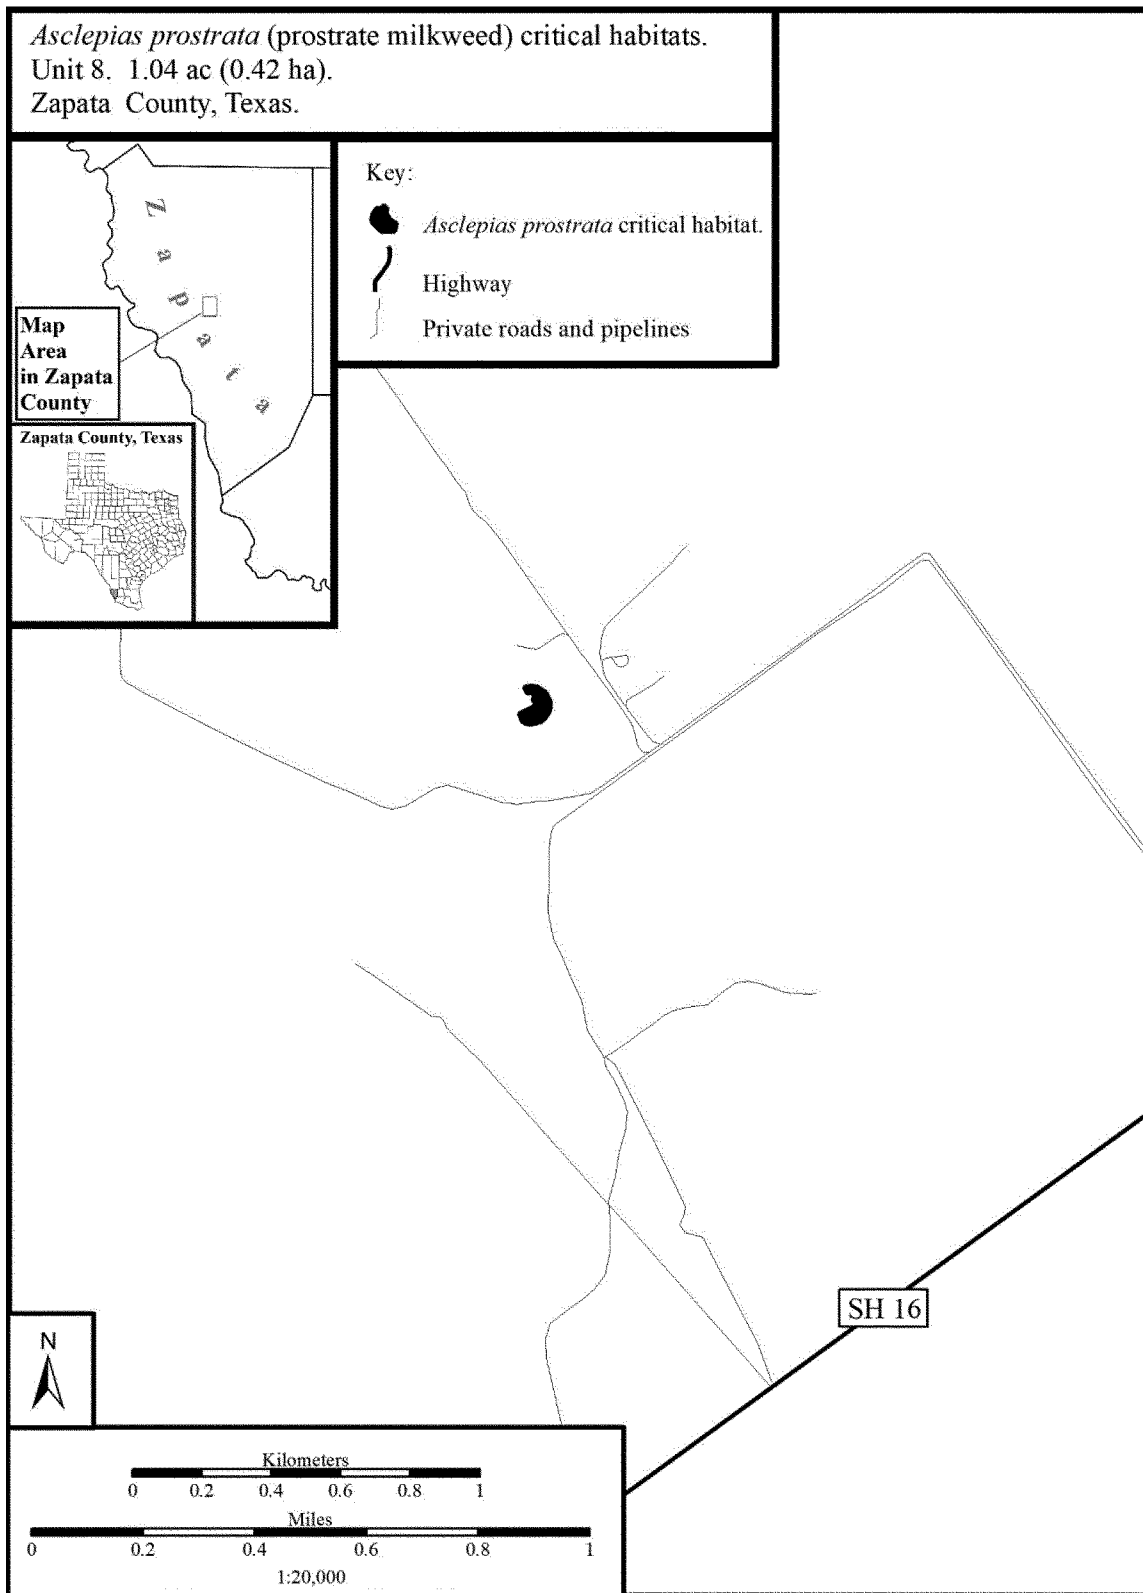 Asclepias prostrata (prostrate milkweed) critical habitats.
Unit 8. 1.04 ac (0.42 ha).
Zapata County, Texas.
Key:
Asclepias prostrata critical habitat.
Highway
Private roads and pipelines
Zapata
Map
Area
in Zapata
County
Zapata County, Texas
SH 16
N
Kilometers
0 0.2 0.4 0.6 0.8 1
Miles
0 0.2 0.4 0.6 0.8 1
1:20,000